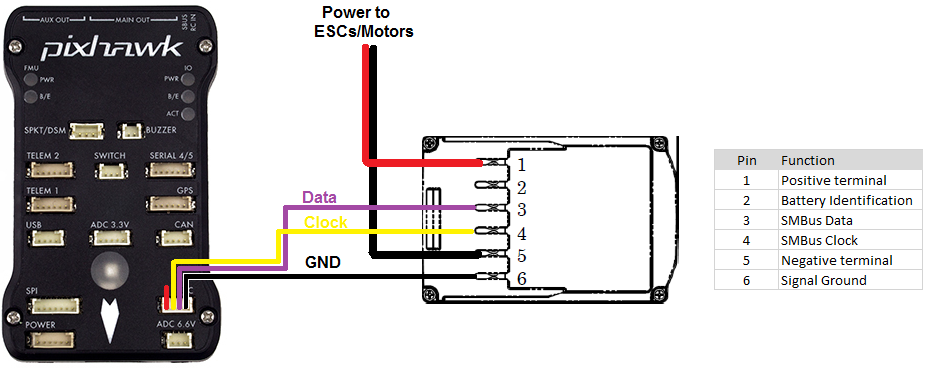 AUX OUT
MAIN OUT
SBUS
RC IN
pixhawk
FMU
IO
PWR
PWR
B/E
B/E
ACT
SPKT/DSM
BUZZER
TELEM 2
SWITCH
SERIAL 4/5
TELEM 1
GPS
USB
ADC 3.3V
CAN
SPI
POWER
ADC 6.6V
Power to
ESCs/Motors
Data
Clock
GND
1
2
3
4
5
6
Pin Function
1 Positive terminal
2 Battery Identification
3 SMBus Data
4 SMBus Clock
5 Negative terminal
6 Signal Ground